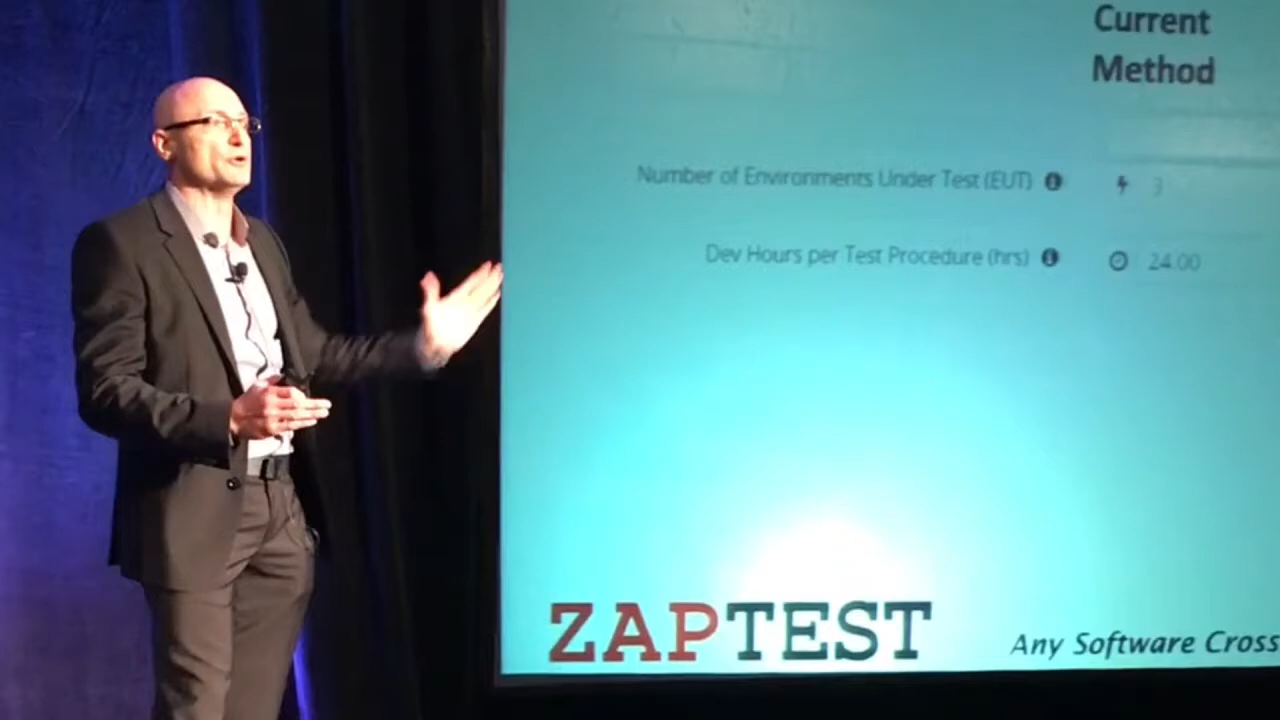 Current
Method
Number of Environments Under Test (EUT) 3
Dev Hours per Test Procedure (hrs) 24.00
ZAPTEST
Any Software Cross